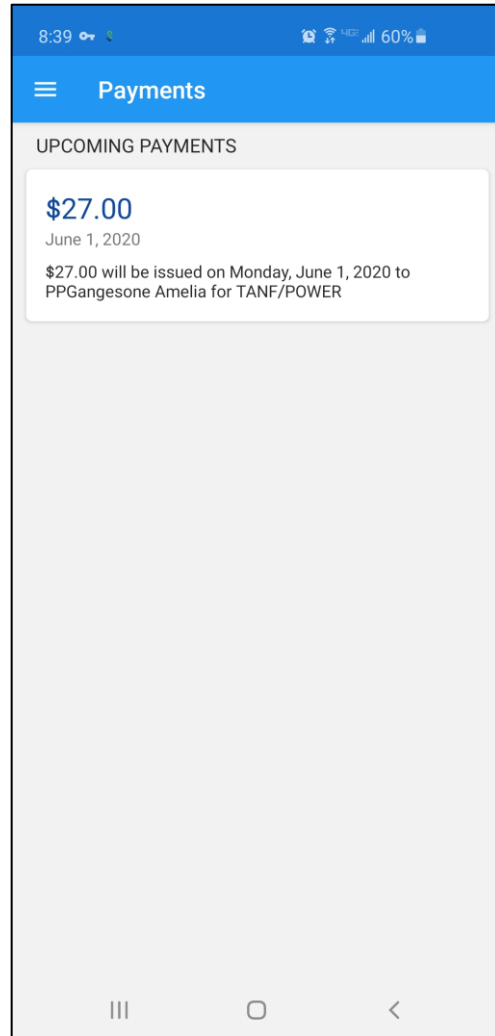 8:39 4GE 60%
Payments
UPCOMING PAYMENTS
$27.00
June 1, 2020
$27.00 will be issued on Monday, June 1, 2020 to
PPGangesone Amelia for TANF/POWER